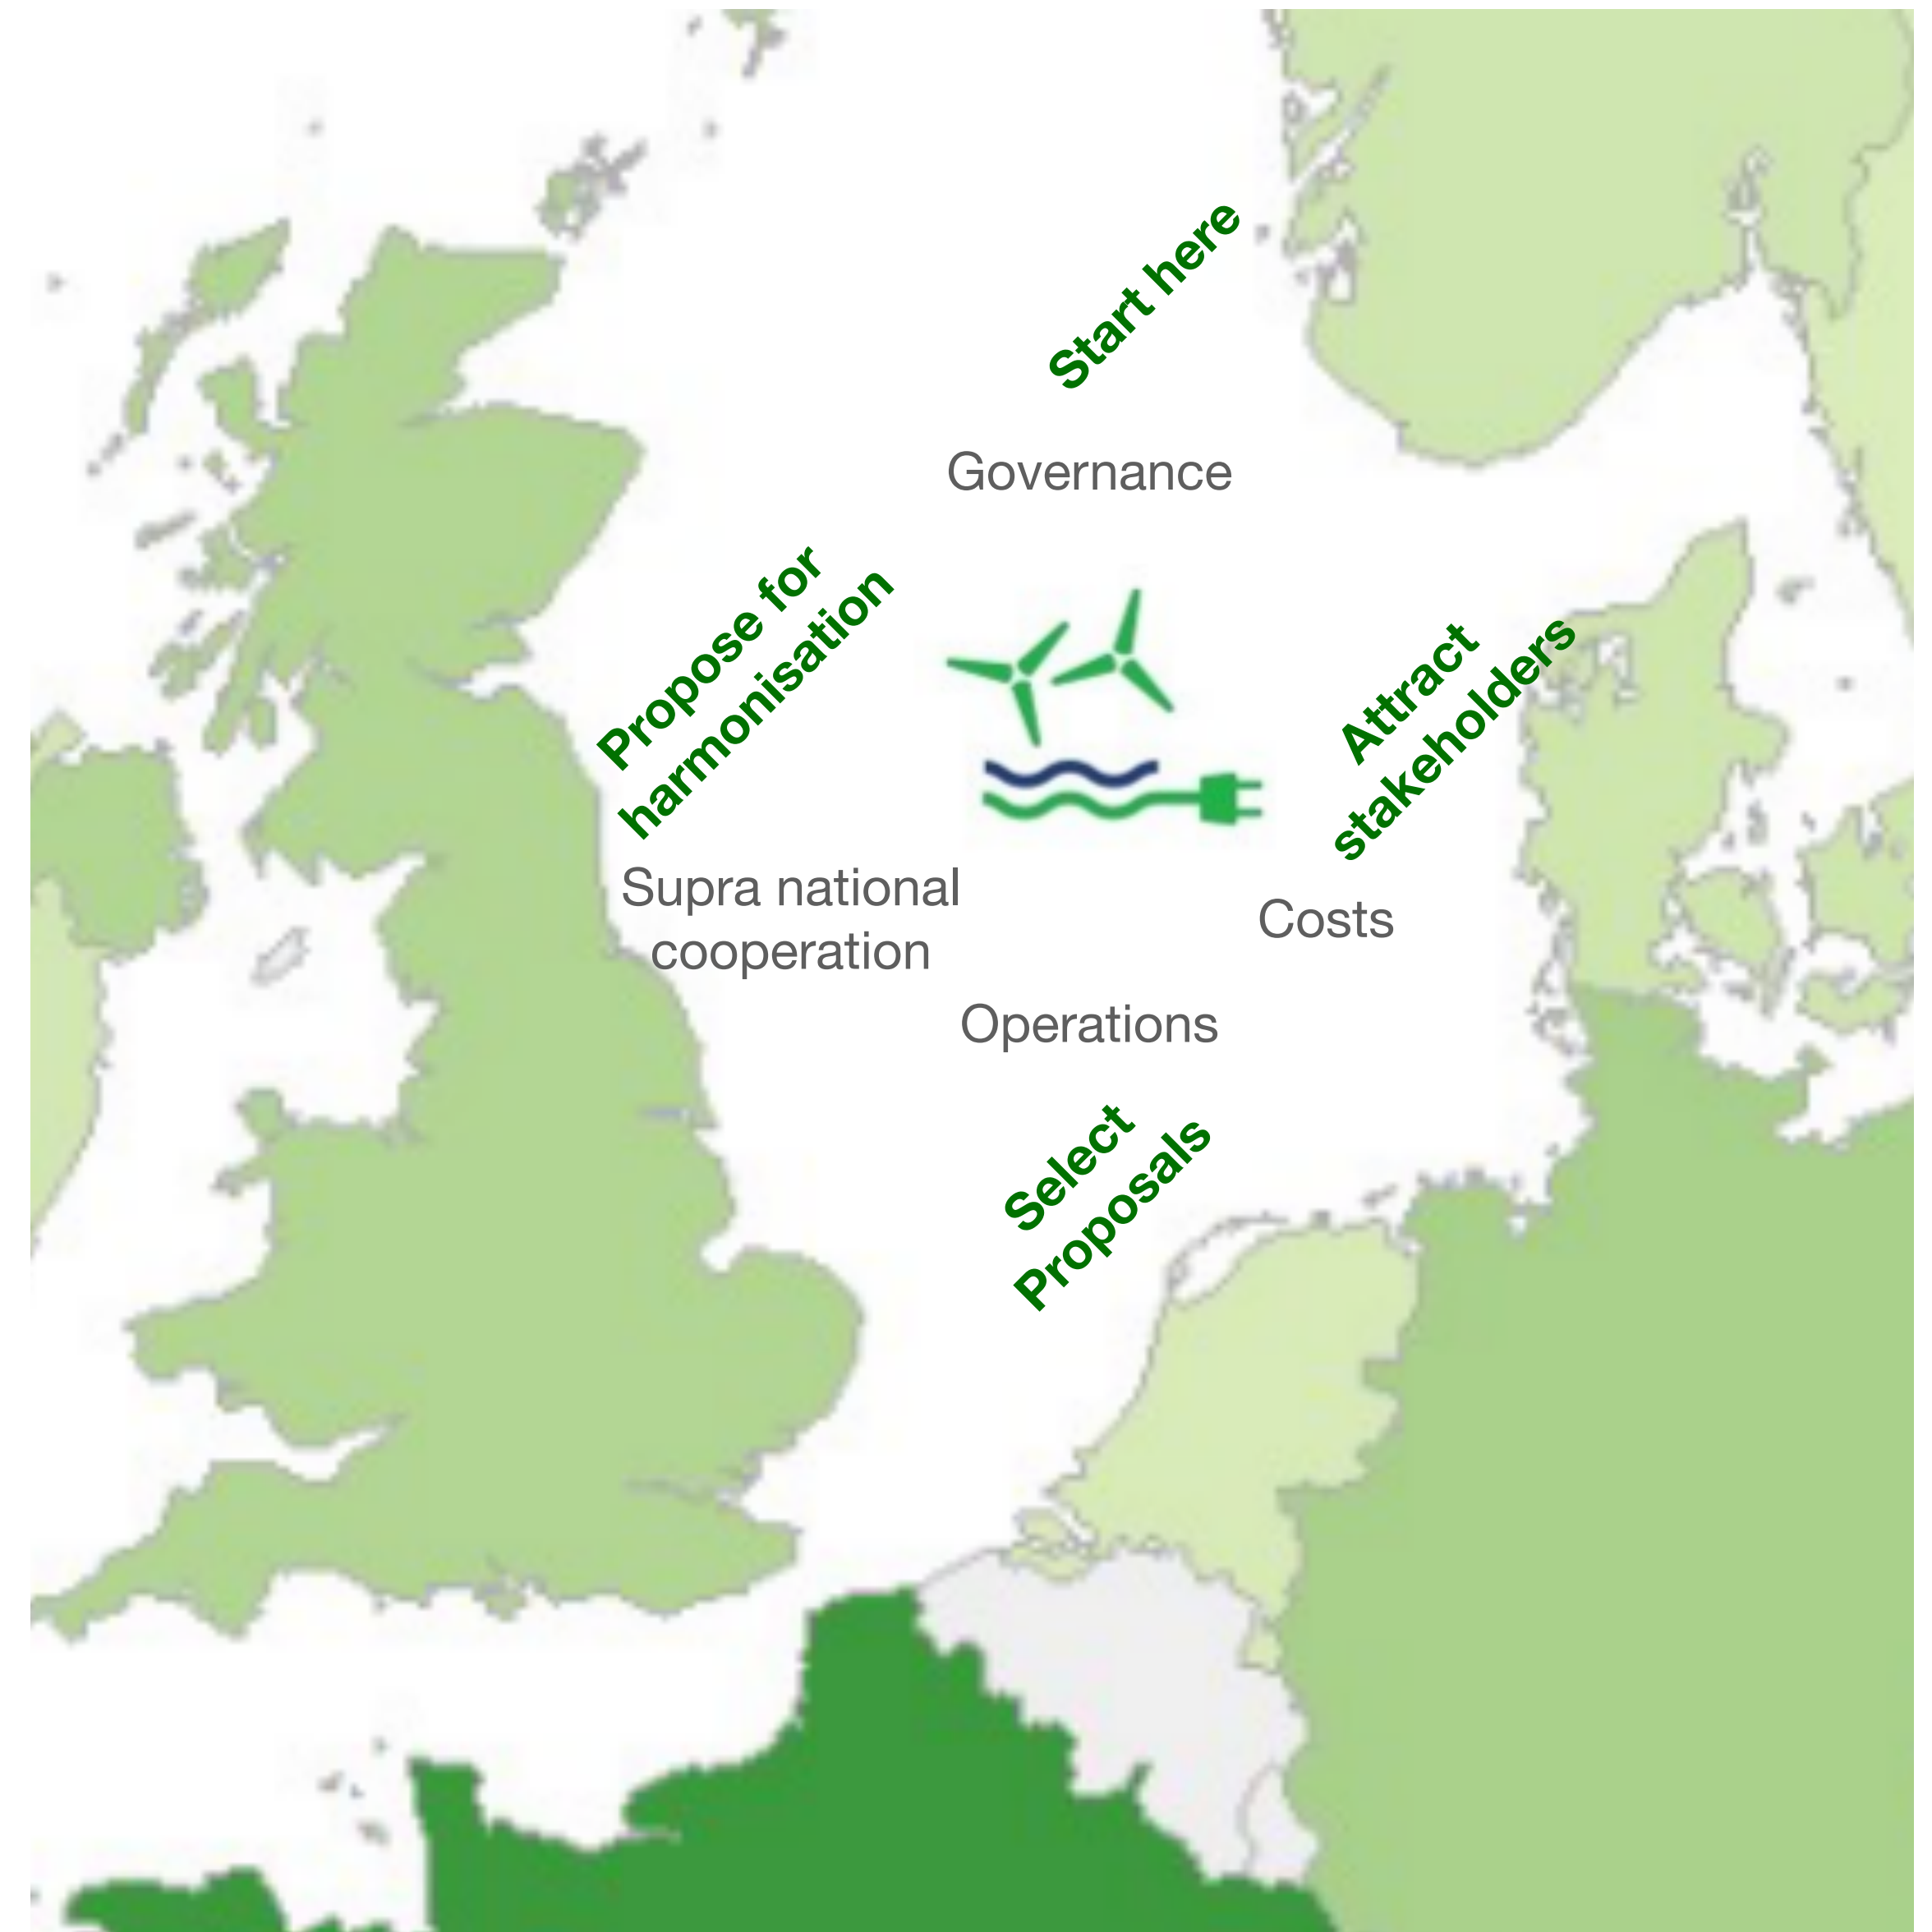 Start here
Governance
Propose for
harmonisation
Attract
stakeholders
Supra national
cooperation
Costs
Operations
Select
Proposals